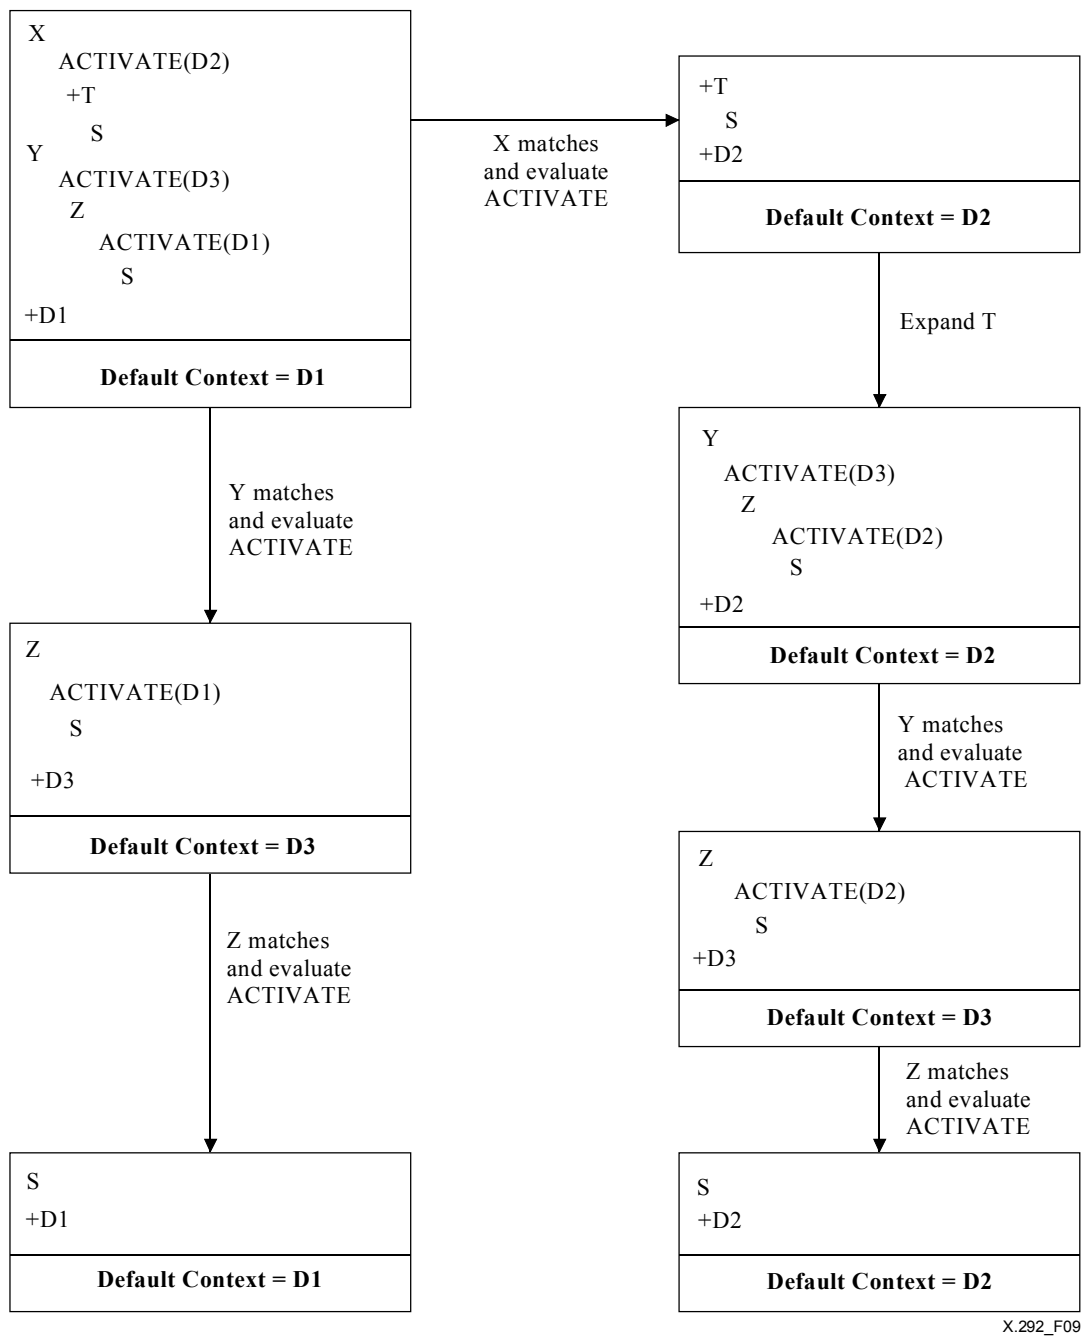 X
ACTIVATE(D2)
+T
S
Y
ACTIVATE(D3)
Z
ACTIVATE(D1)
S
+D1
Default Context = D1
X matches
and evaluate
ACTIVATE
+T
S
+D2
Default Context = D2
Expand T
Y
ACTIVATE(D3)
Z
ACTIVATE(D2)
S
+D2
Default Context = D2
Y matches
and evaluate
ACTIVATE
Z
ACTIVATE(D1)
S
+D3
Default Context = D3
Y matches
and evaluate
ACTIVATE
Z
ACTIVATE(D2)
S
+D3
Default Context = D3
Z matches
and evaluate
ACTIVATE
Z matches
and evaluate
ACTIVATE
S
+D1
Default Context = D1
S
+D2
Default Context = D2
X.292_F09